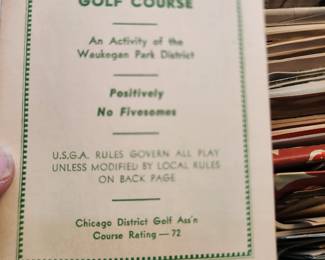 GOLF COURSE
An Activity of the
Waukegan Park District
Positively
No Fivesomes
U.S.G.A. RULES GOVERN ALL PLAY
UNLESS MODIFIED BY LOCAL RULES
ON BACK PAGE
Chicago District Golf Ass'n
Course Rating — 72